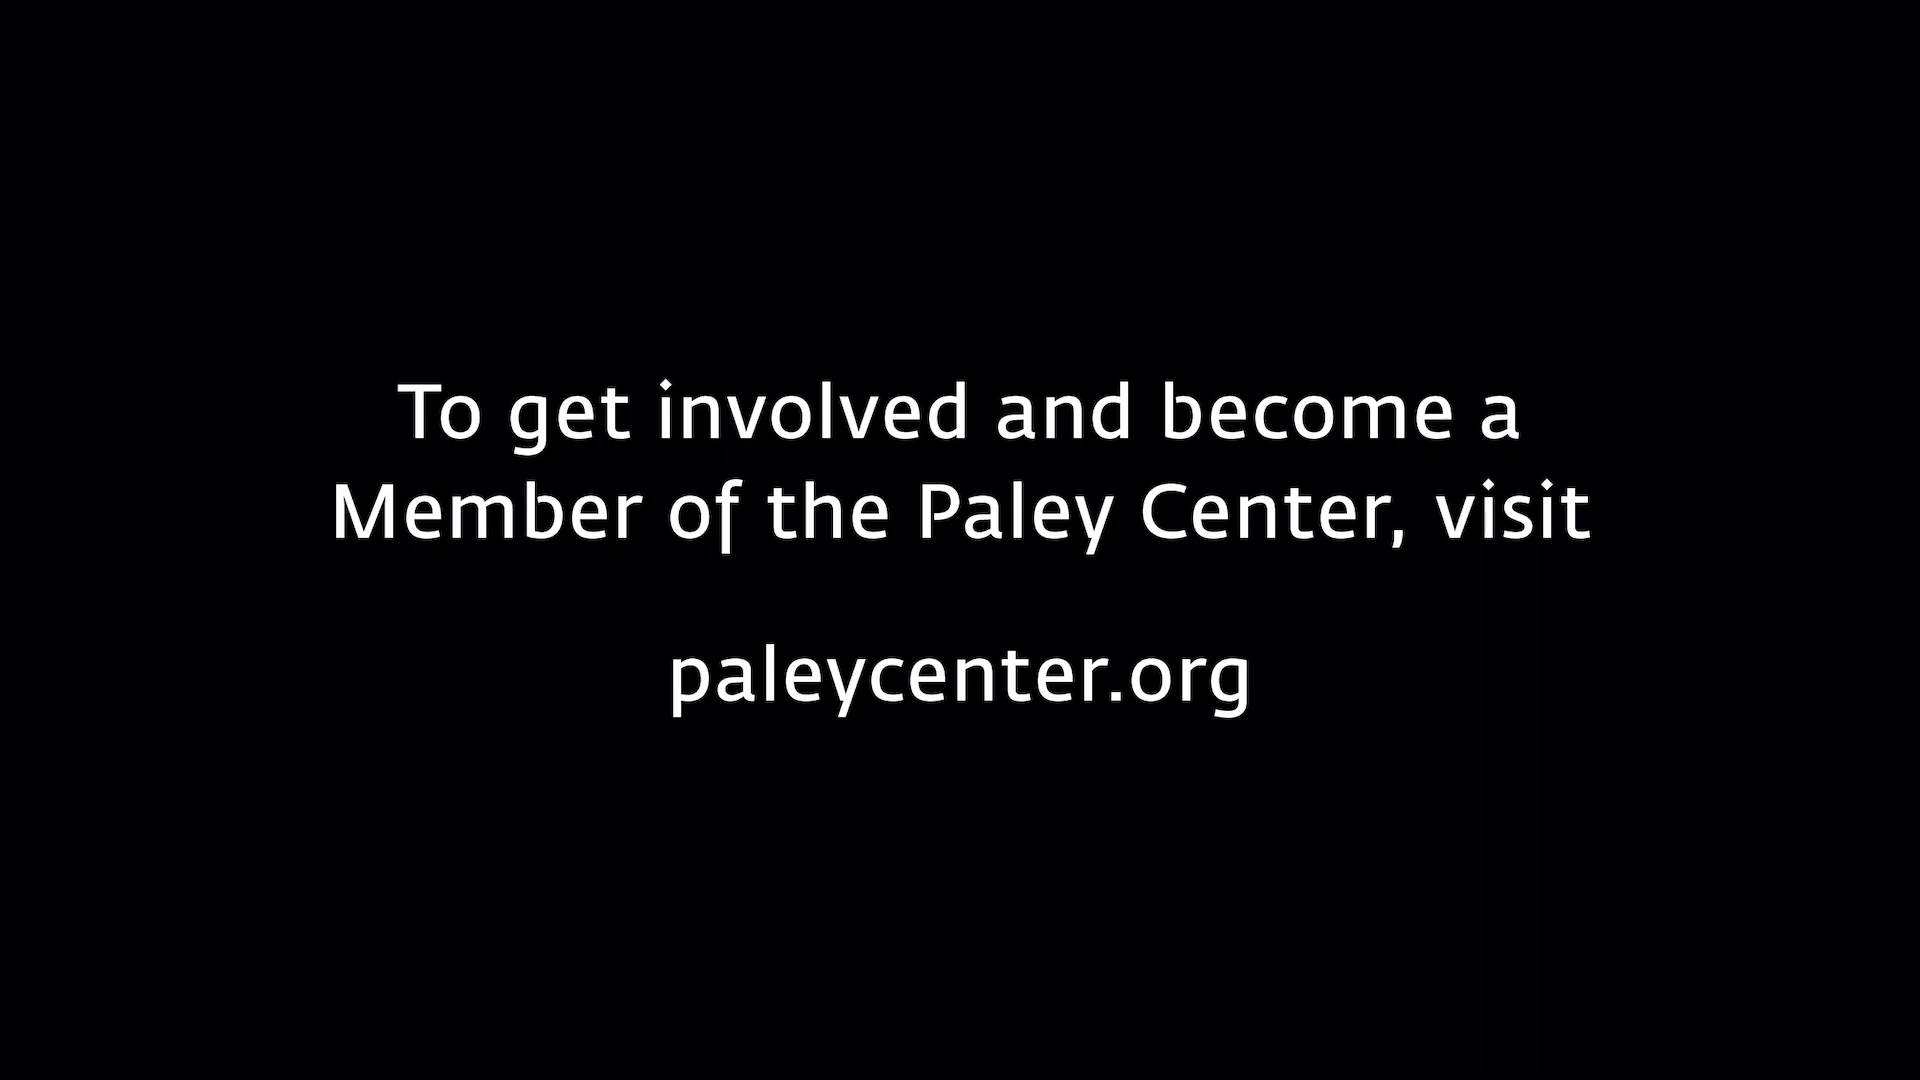 To get involved and become a
Member of the Paley Center, visit
paleycenter.org